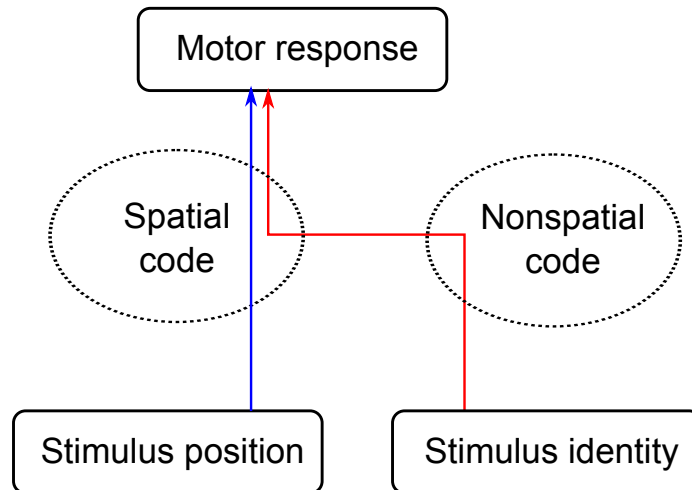 Motor response
Spatial
code
Nonspatial
code
Stimulus position
Stimulus identity